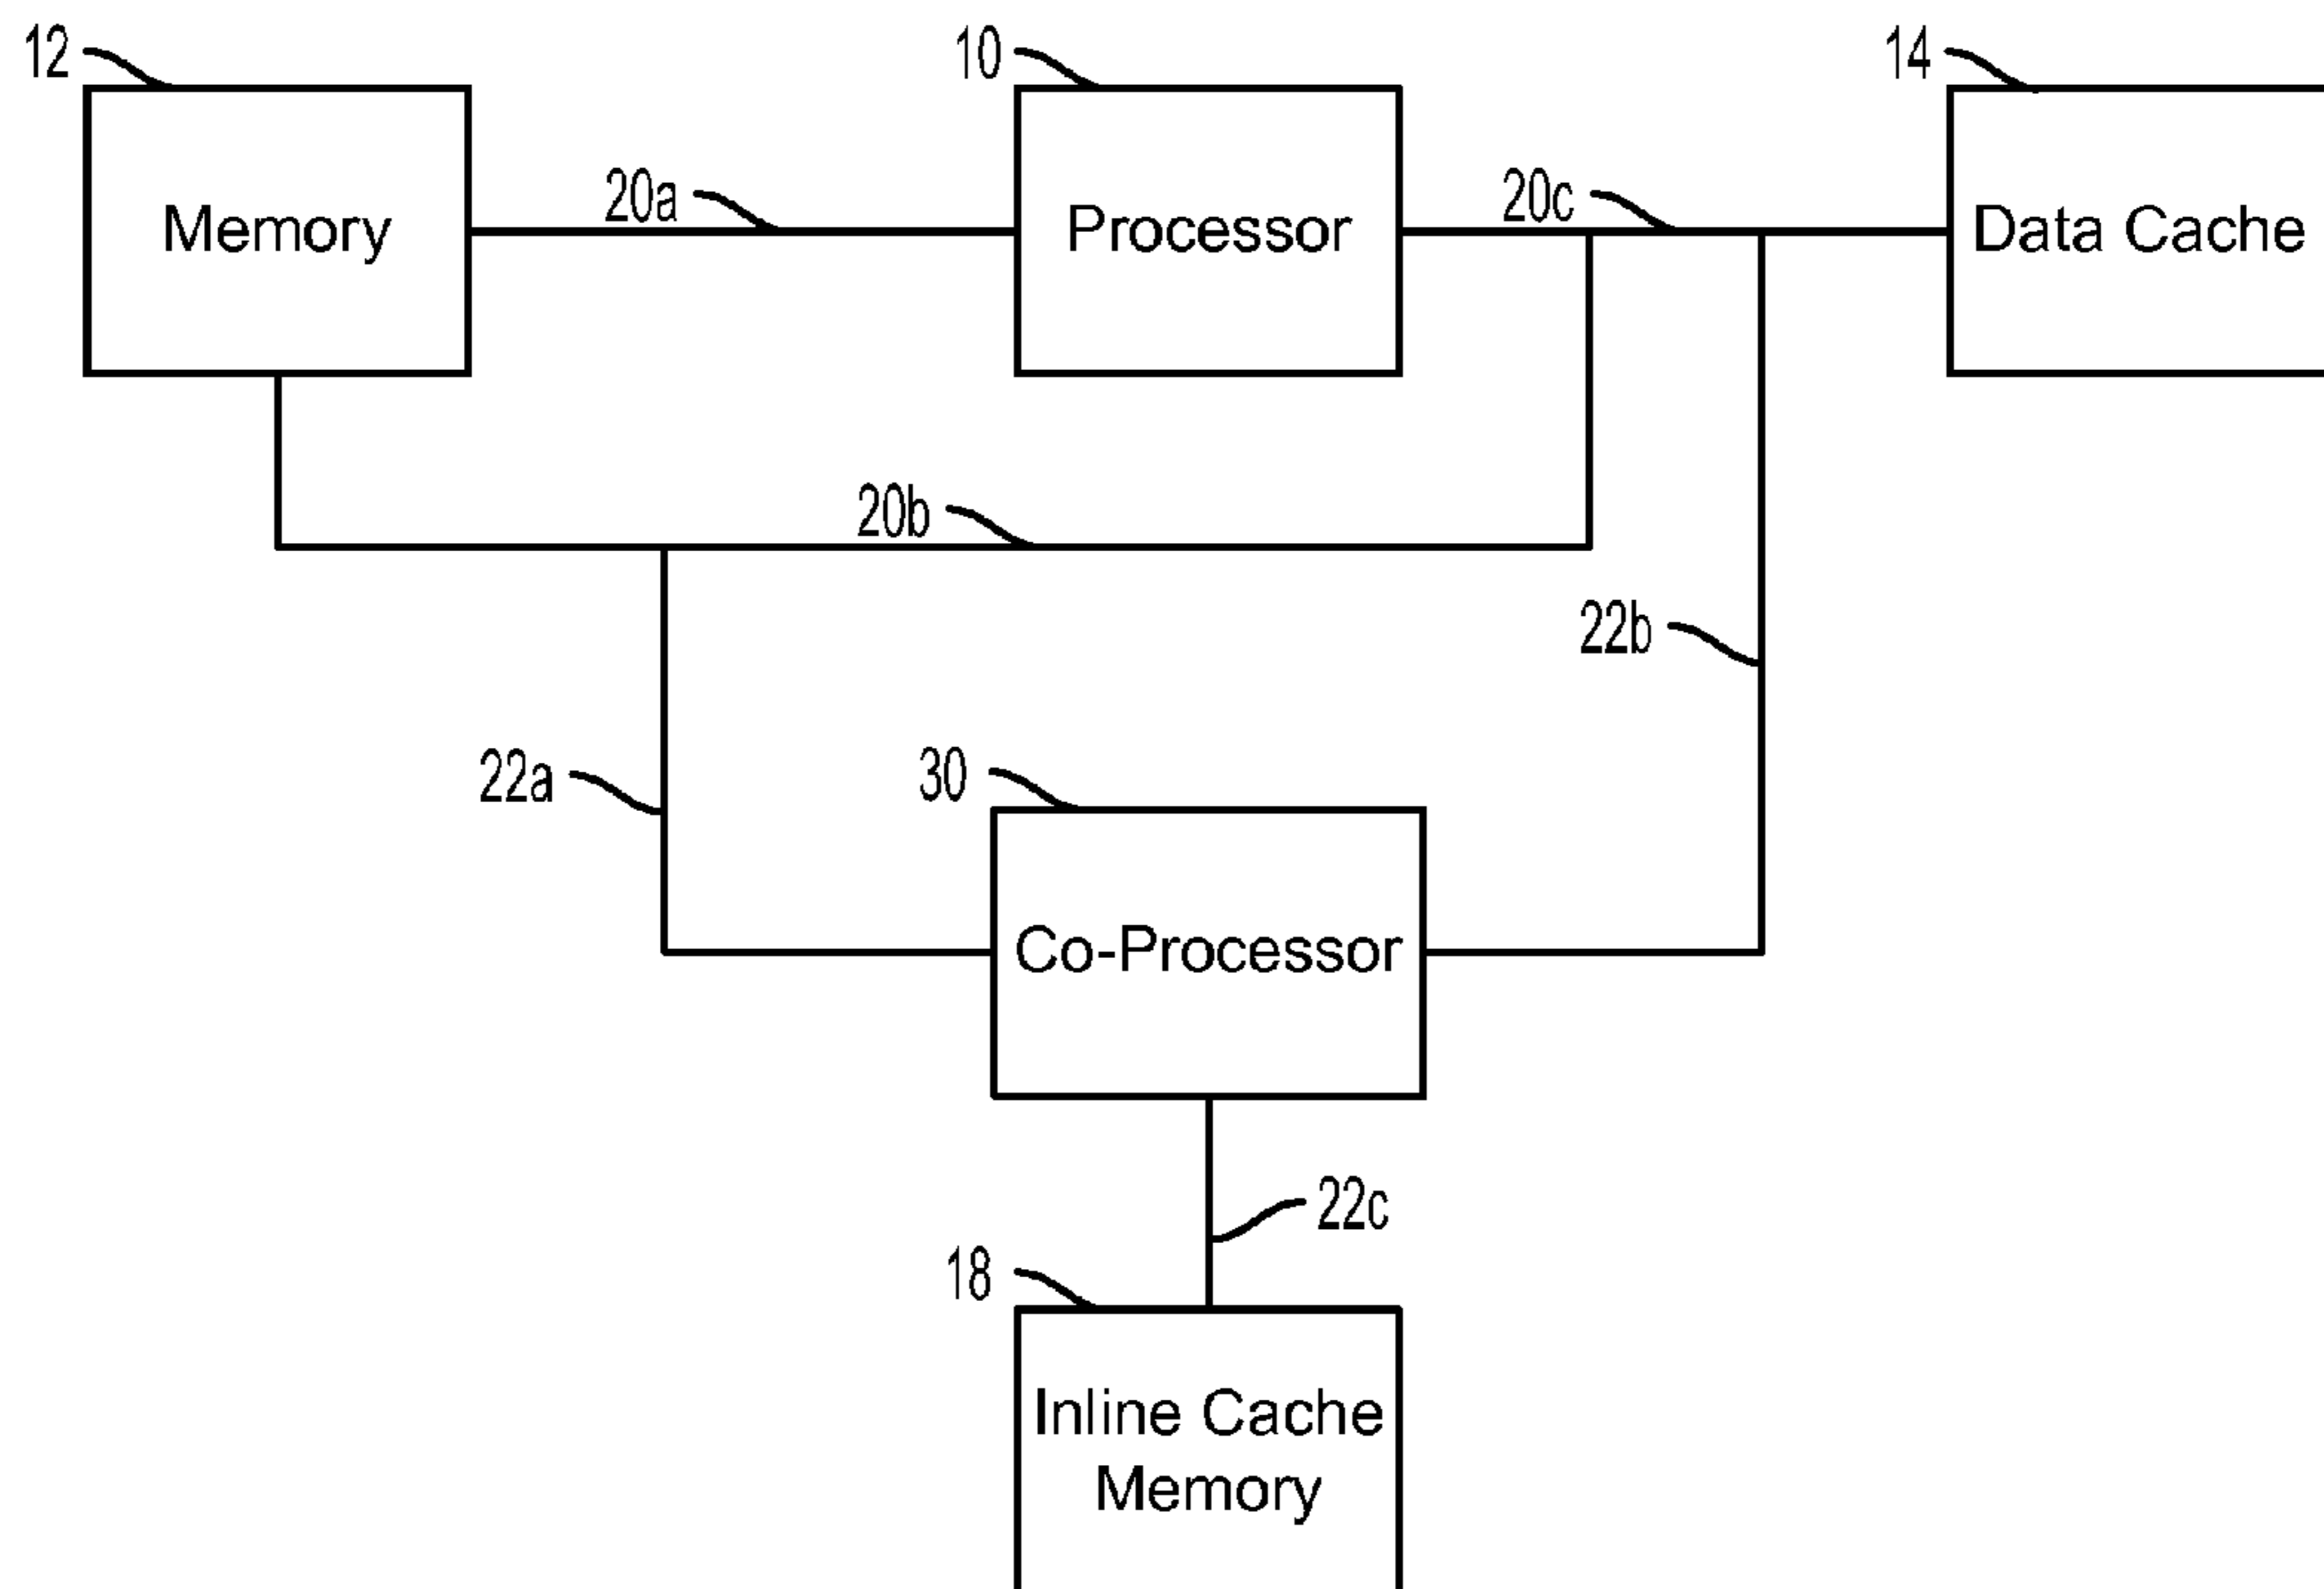 12
10
14
Memory
20a
Processor
20c
Data Cache
20b
22b
22a
30
Co-Processor
22c
18
Inline Cache
Memory